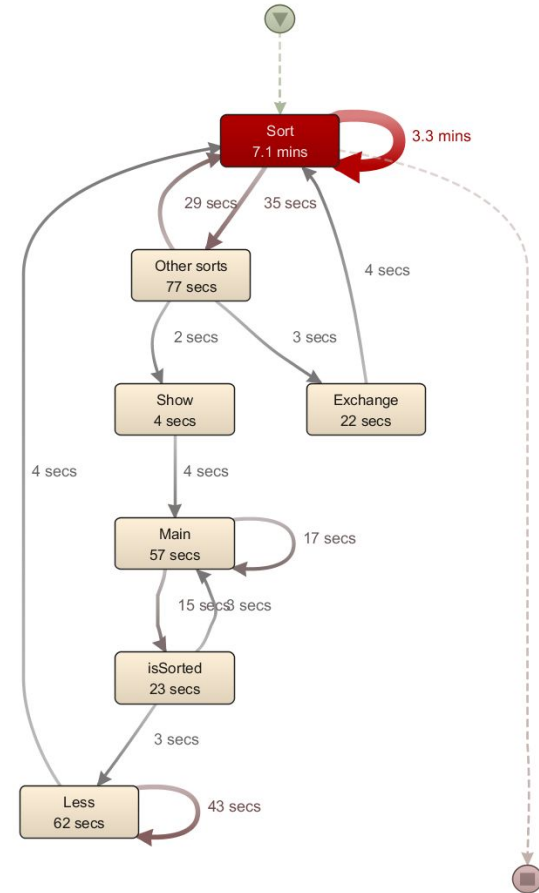 Sort
7.1 mins
3.3 mins
29 secs
35 secs
Other sorts
77 secs
4 secs
2 secs
3 secs
Show
4 secs
Exchange
22 secs
4 secs
4 secs
Main
57 secs
17 secs
15 secs
3 secs
isSorted
23 secs
3 secs
Less
62 secs
43 secs